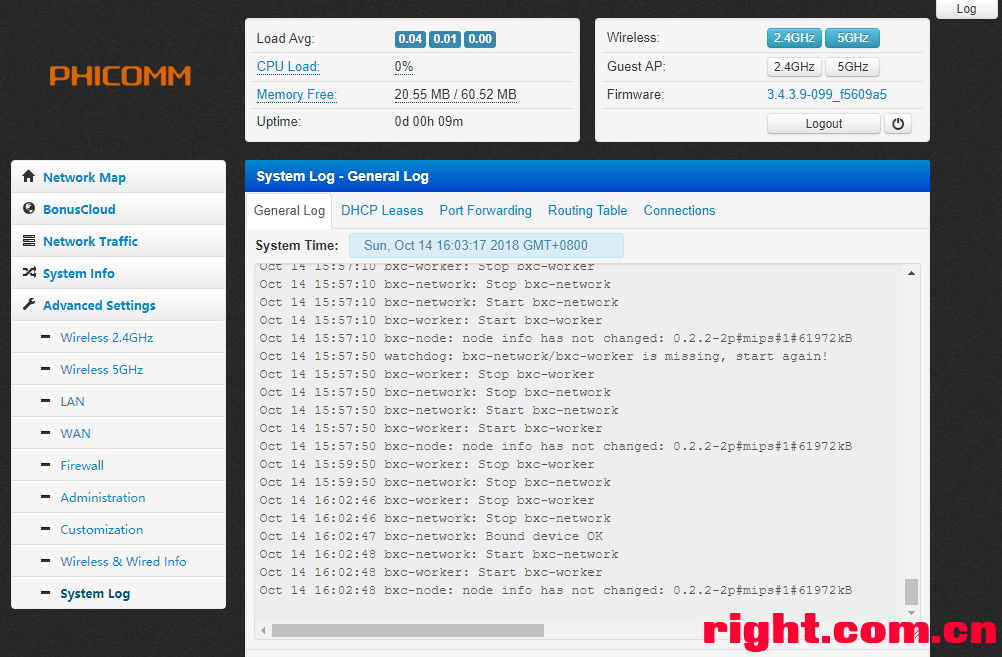 Log
PHICOMM
Load Avg: 0.04 0.01 0.00
CPU Load: 0%
Memory Free: 20.55 MB / 60.52 MB
Uptime: 0d 00h 09m
Wireless: 2.4GHz 5GHz
Guest AP: 2.4GHz 5GHz
Firmware: 3.4.3.9-099_f5609a5
Logout
Network Map
BonusCloud
Network Traffic
System Info
Advanced Settings
Wireless 2.4GHz
Wireless 5GHz
LAN
WAN
Firewall
Administration
Customization
Wireless & Wired Info
System Log
System Log - General Log
General Log DHCP Leases Port Forwarding Routing Table Connections
System Time: Sun, Oct 14 16:03:17 2018 GMT+0800
Oct 14 15:57:10 bxc-worker: Stop bxc-worker
Oct 14 15:57:10 bxc-network: Stop bxc-network
Oct 14 15:57:10 bxc-network: Start bxc-network
Oct 14 15:57:10 bxc-worker: Start bxc-worker
Oct 14 15:57:10 bxc-node: node info has not changed: 0.2.2-2p#mips#1#61972kB
Oct 14 15:57:50 watchdog: bxc-network/bxc-worker is missing, start again!
Oct 14 15:57:50 bxc-worker: Stop bxc-worker
Oct 14 15:57:50 bxc-network: Stop bxc-network
Oct 14 15:57:50 bxc-network: Start bxc-network
Oct 14 15:57:50 bxc-worker: Start bxc-worker
Oct 14 15:57:50 bxc-node: node info has not changed: 0.2.2-2p#mips#1#61972kB
Oct 14 15:59:50 bxc-worker: Stop bxc-worker
Oct 14 15:59:50 bxc-network: Stop bxc-network
Oct 14 16:02:46 bxc-worker: Stop bxc-worker
Oct 14 16:02:46 bxc-network: Stop bxc-network
Oct 14 16:02:47 bxc-network: Bound device OK
Oct 14 16:02:48 bxc-network: Start bxc-network
Oct 14 16:02:48 bxc-worker: Start bxc-worker
Oct 14 16:02:48 bxc-node: node info has not changed: 0.2.2-2p#mips#1#61972kB
right.com.cn